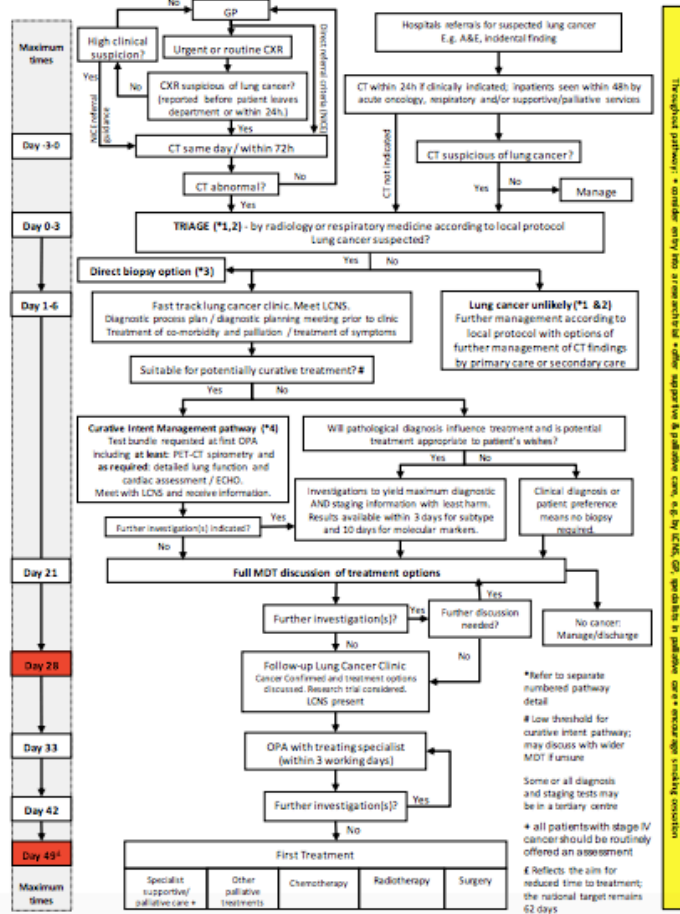 Maximum
times
Day -3-0
Day 0-3
Day 1-6
Day 21
Day 28
Day 33
Day 42
Day 49£
Maximum
times
No
GP
High clinical
suspicion?
Urgent or routine CXR
Yes
No
CXR suspicious of lung cancer?
(reported before patient leaves
department or within 24h.)
NICE referral
guidance
Direct referral criteria (NICE)
Yes
CT same day / within 72h
No
CT abnormal?
Yes
Hospitals referrals for suspected lung cancer
E.g. A&E, incidental finding
CT within 24h if clinically indicated; inpatients seen within 48h by
acute oncology, respiratory and/or supportive/palliative services
CT not indicated
CT suspicious of lung cancer?
Yes
No
Manage
TRIAGE (*1,2) - by radiology or respiratory medicine according to local protocol
Lung cancer suspected?
Yes
No
Direct biopsy option (*3)
Fast track lung cancer clinic. Meet LCNS.
Diagnostic process plan / diagnostic planning meeting prior to clinic
Treatment of co-morbidity and palliation / treatment of symptoms
Lung cancer unlikely (*1 &2)
Further management according to
local protocol with options of
further management of CT findings
by primary care or secondary care
Suitable for potentially curative treatment? #
Yes
No
Curative Intent Management pathway (*4)
Test bundle requested at first OPA
including at least: PET-CT spirometry and
as required: detailed lung function and
cardiac assessment / ECHO.
Meet with LCNS and receive information.
Will pathological diagnosis influence treatment and is potential
treatment appropriate to patient's wishes?
Yes
No
Investigations to yield maximum diagnostic
AND staging information with least harm.
Results available within 3 days for subtype
and 10 days for molecular markers.
Clinical diagnosis or
patient preference
means no biopsy
required.
Further investigation(s) indicated?
Yes
No
Full MDT discussion of treatment options
Yes
Further investigation(s)?
Yes
Further discussion
needed?
No cancer:
Manage/discharge
No
No
Follow-up Lung Cancer Clinic
Cancer Confirmed and treatment options
discussed. Research trial considered.
LCNS present
OPA with treating specialist
(within 3 working days)
Further investigation(s)?
Yes
No
First Treatment
Specialist
supportive/
palliative care +
Other
palliative
treatments
Chemotherapy
Radiotherapy
Surgery
*Refer to separate
numbered pathway
detail
# Low threshold for
curative intent pathway;
may discuss with wider
MDT if unsure
Some or all diagnosis
and staging tests may
be in a tertiary centre
+ all patients with stage IV
cancer should be routinely
offered an assessment
£ Reflects the aim for
reduced time to treatment;
the national target remains
62 days
Throughout pathway: • consider entry into a research trial • offer supportive & palliative care, e.g. by LCNS, GP, specialists in palliative care • encourage smoking cessation